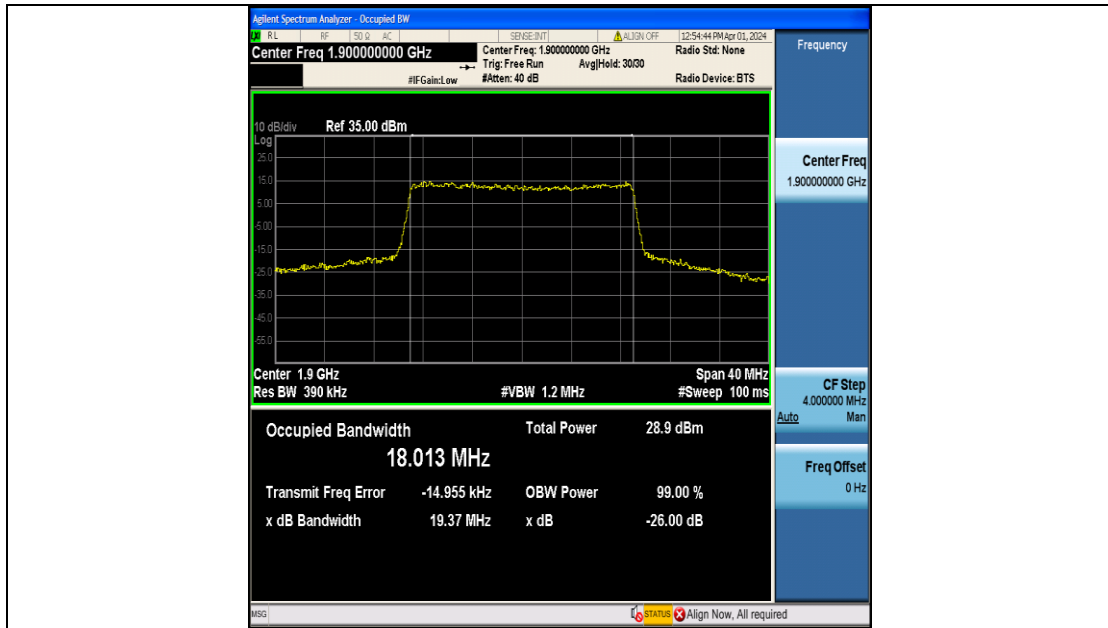 Agilent Spectrum Analyzer - Occupied BW
RL RF 50 Ω AC SENSE:INT ALIGN OFF 12:54:44 PM Apr 01, 2024
Center Freq 1.900000000 GHz Center Freq: 1.900000000 GHz Radio Std: None
Trig: Free Run Avg|Hold: 30/30
#IFGain:Low #Atten: 40 dB Radio Device: BTS
10 dB/div Ref 35.00 dBm
Log
25.0
15.0
5.00
-5.00
-15.0
-25.0
-35.0
-45.0
-55.0
Center 1.9 GHz Span 40 MHz
Res BW 390 kHz #VBW 1.2 MHz #Sweep 100 ms
Occupied Bandwidth Total Power 28.9 dBm
18.013 MHz
Transmit Freq Error -14.955 kHz OBW Power 99.00 %
x dB Bandwidth 19.37 MHz x dB -26.00 dB
Frequency
Center Freq
1.900000000 GHz
CF Step
4.000000 MHz
Auto Man
Freq Offset
0 Hz
MSG STATUS Align Now, All required